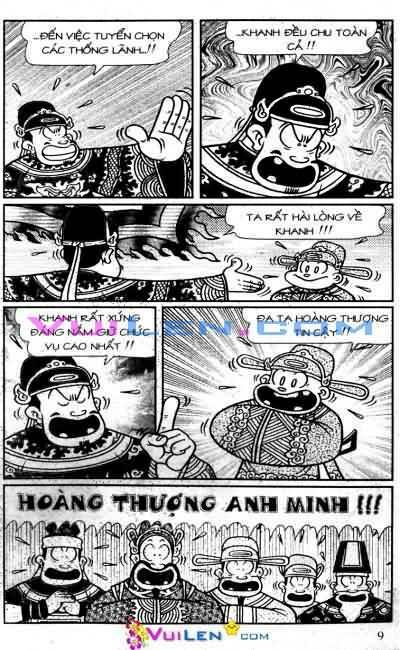 ...ĐẾN VIỆC TUYỂN CHỌN
CÁC THỐNG LÃNH...!!
...KHANH ĐỀU CHU TOÀN
CẢ !!
TA RẤT HÀI LÒNG VỀ
KHANH !!!
KHANH RẤT XỨNG
ĐÁNG NẮM GIỮ CHỨC
VỤ CAO NHẤT !!
ĐA TẠ HOÀNG THƯỢNG
TIN CẬY !!
VUILEN.COM
HOÀNG THƯỢNG ANH MINH !!!
VUILEN.COM
9